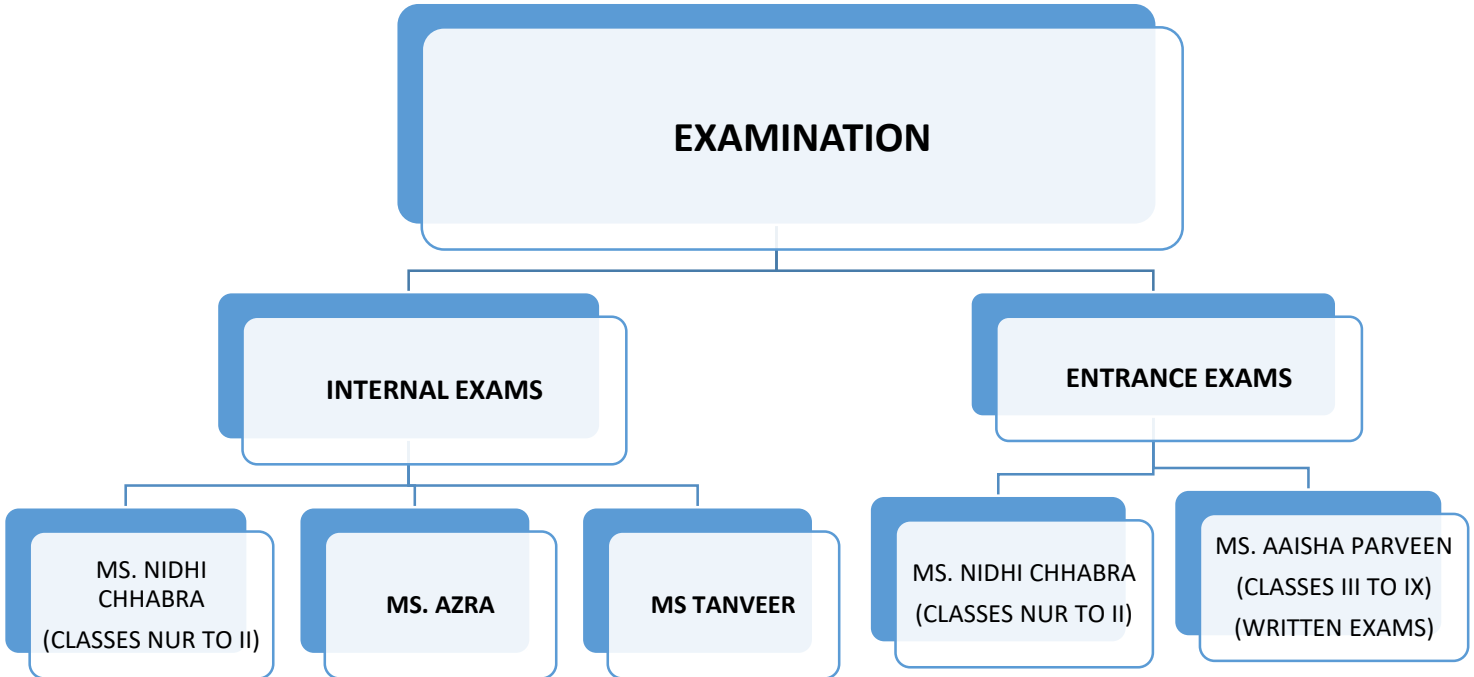 EXAMINATION
INTERNAL EXAMS
ENTRANCE EXAMS
MS. NIDHI
CHHABRA
(CLASSES NUR TO II)
MS. AZRA
MS TANVEER
MS. NIDHI CHHABRA
(CLASSES NUR TO II)
MS. AAISHA PARVEEN
(CLASSES III TO IX)
(WRITTEN EXAMS)